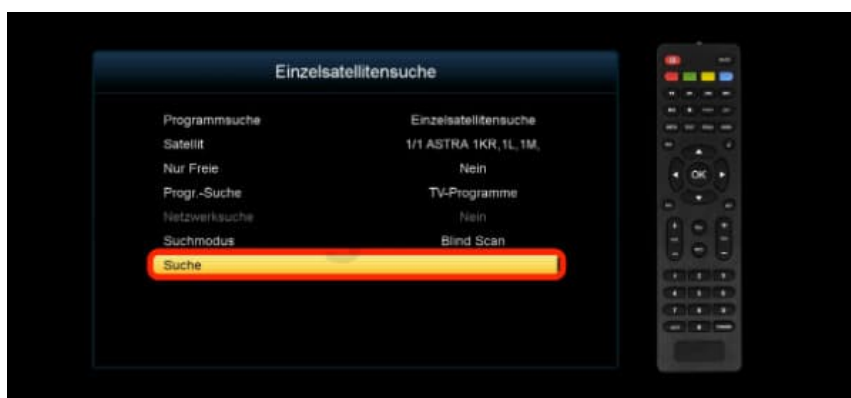 Einzelsatellitensuche
Programmsuche Einzelsatellitensuche
Satellit 1/1 ASTRA 1KR,1L,1M,
Nur Freie Nein
Progr.-Suche TV-Programme
Netzwerksuche Nein
Suchmodus Blind Scan
Suche
OK